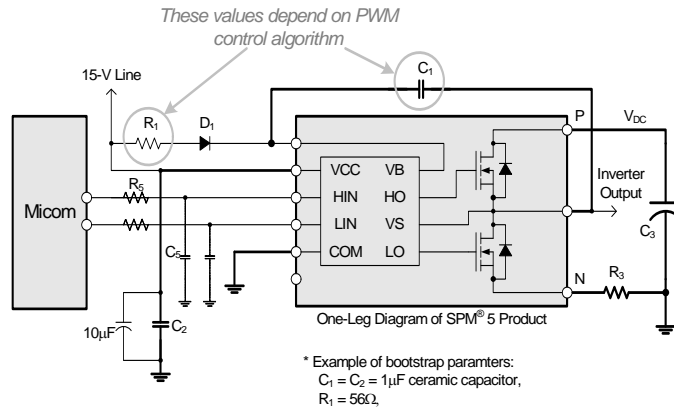 These values depend on PWM
control algorithm
15-V Line
C1
R1
D1
P
VDC
VCC
VB
R5
Inverter
Output
HIN
HO
Micom
LIN
VS
C5
COM
LO
C3
N
R3
10μF
C2
One-Leg Diagram of SPM® 5 Product
* Example of bootstrap paramters:
C1 = C2 = 1μF ceramic capacitor,
R1 = 56Ω,